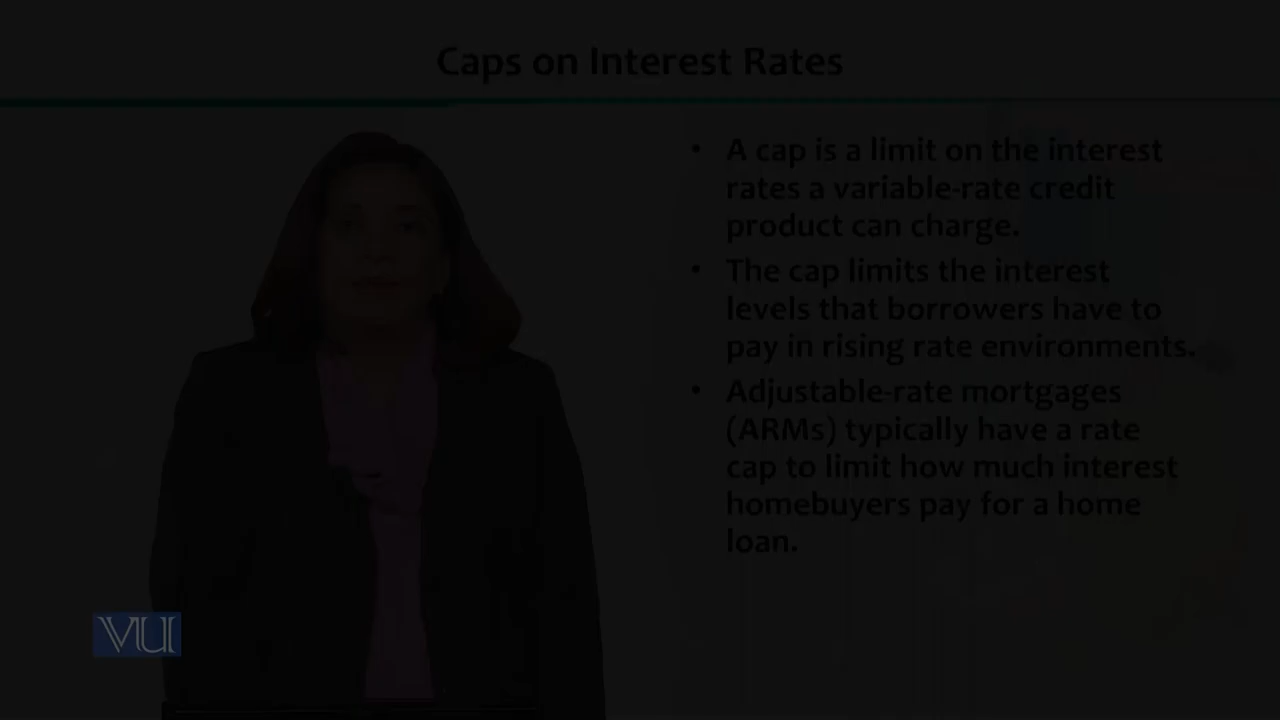 Caps on Interest Rates
• A cap is a limit on the interest
rates a variable-rate credit
product can charge.
• The cap limits the interest
levels that borrowers have to
pay in rising rate environments.
• Adjustable-rate mortgages
(ARMs) typically have a rate
cap to limit how much interest
homebuyers pay for a home
loan.
VU